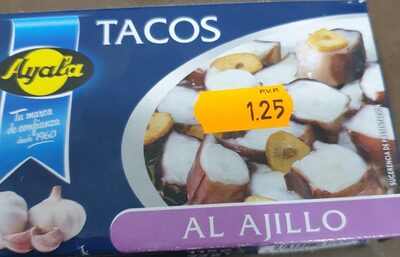 TACOS
Ayala
Tu marca
de confianza
desde 1960
P.V.P.
1.25
AL AJILLO